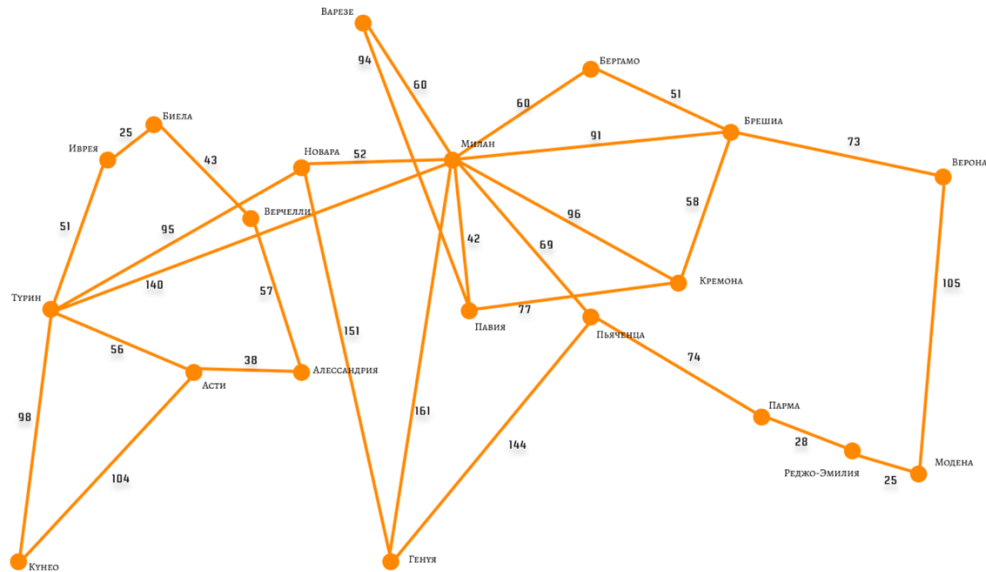 Варезе
94
60
Бергамо
60
51
Брешиа
Биела
25
Иврея
43
Новара
52
Милан
91
73
Верона
Верчелли
51
95
96
58
42
69
140
57
Кремона
105
Турин
77
Павия
151
Пьяченца
56
38
Алессандрия
74
Асти
98
161
Парма
28
144
Реджо-Эмилия
Модена
25
104
Кунео
Генуя